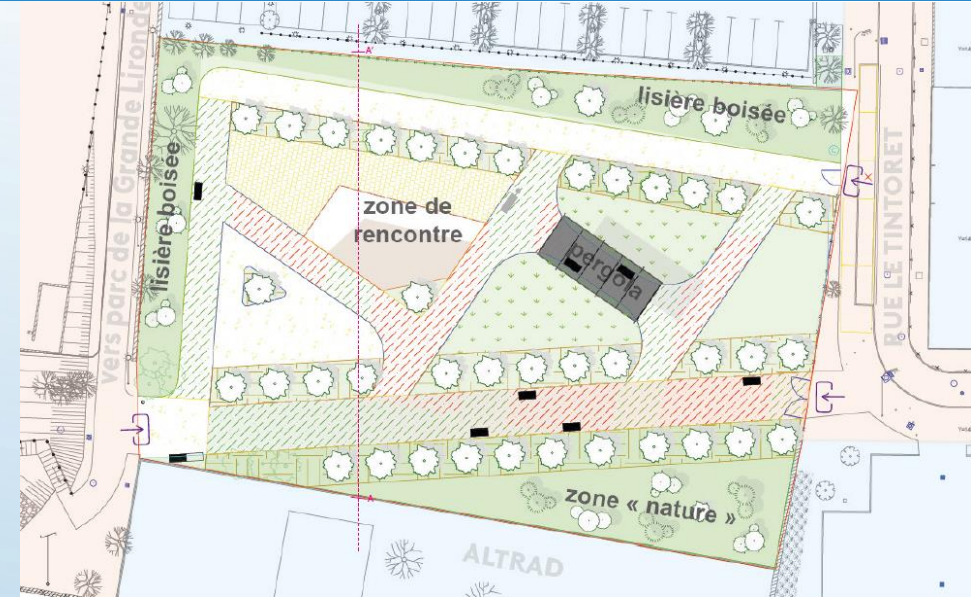 A'
lisière boisée
vers parc de la Grande Lironde
lisière boisée
zone de
rencontre
pergola
RUE LE TINTORET
zone « nature »
A
ALTRAD